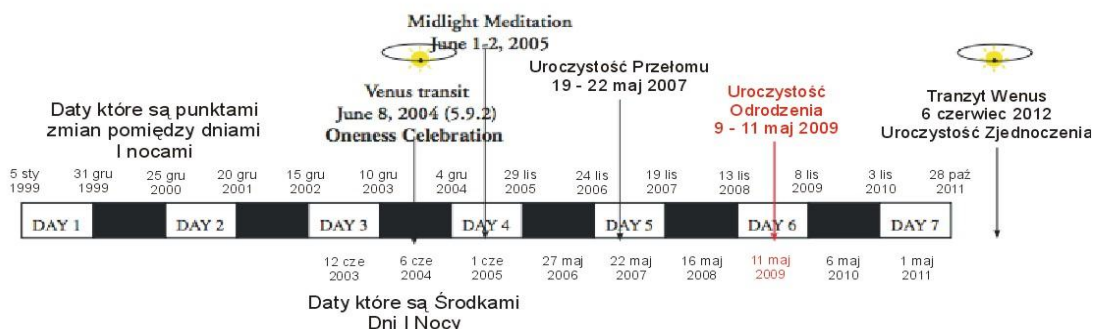 Midlight Meditation
June 1-2, 2005
Uroczystość Przełomu
19 - 22 maj 2007
Venus transit
June 8, 2004 (5.9.2)
Oneness Celebration
Uroczystość
Odrodzenia
9 - 11 maj 2009
Tranzyt Wenus
6 czerwiec 2012
Uroczystość Zjednoczenia
Daty które są punktami
zmian pomiędzy dniami
I nocami
5 sty 31 gru 25 gru 20 gru 15 gru 10 gru 4 gru 29 lis 24 lis 19 lis 13 lis 8 lis 3 lis 28 paź
1999 1999 2000 2001 2002 2003 2004 2005 2006 2007 2008 2009 2010 2011
DAY 1 DAY 2 DAY 3 DAY 4 DAY 5 DAY 6 DAY 7
12 cze 6 cze 1 cze 27 maj 22 maj 16 maj 11 maj 6 maj 1 maj
2003 2004 2005 2006 2007 2008 2009 2010 2011
Daty które są Środkami
Dni I Nocy